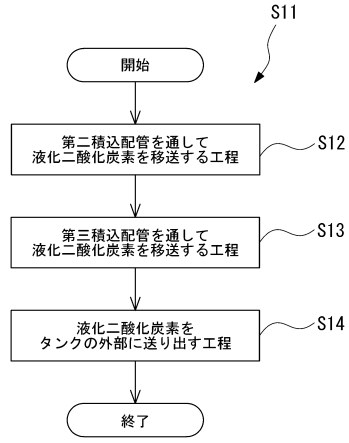 S11
開始
第二積込配管を通して
液化二酸化炭素を移送する工程
S12
第三積込配管を通して
液化二酸化炭素を移送する工程
S13
液化二酸化炭素を
タンクの外部に送り出す工程
S14
終了